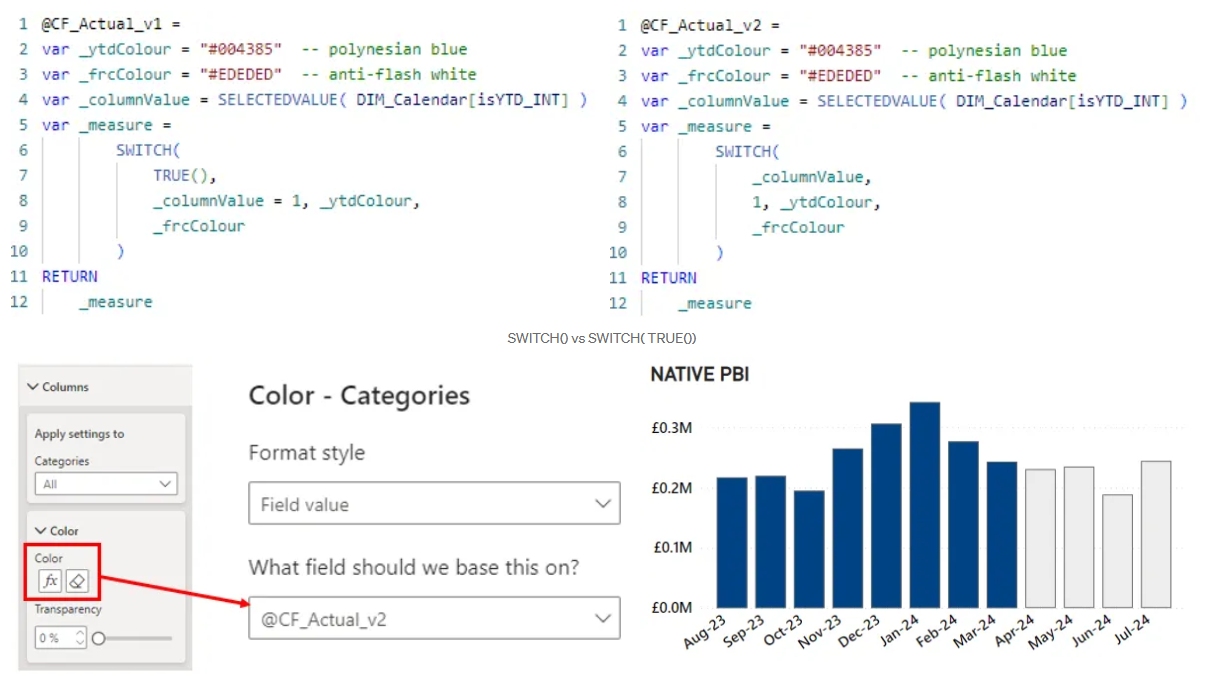 1 @CF_Actual_v1 =
2 var _ytdColour = "#004385" -- polynesian blue
3 var _frcColour = "#EDEDED" -- anti-flash white
4 var _columnValue = SELECTEDVALUE( DIM_Calendar[isYTD_INT] )
5 var _measure =
6 SWITCH(
7 TRUE(),
8 _columnValue = 1, _ytdColour,
9 _frcColour
10 )
11 RETURN
12 _measure
1 @CF_Actual_v2 =
2 var _ytdColour = "#004385" -- polynesian blue
3 var _frcColour = "#EDEDED" -- anti-flash white
4 var _columnValue = SELECTEDVALUE( DIM_Calendar[isYTD_INT] )
5 var _measure =
6 SWITCH(
7 _columnValue,
8 1, _ytdColour,
9 _frcColour
10 )
11 RETURN
12 _measure
SWITCH() vs SWITCH( TRUE())
Columns
Apply settings to
Categories
All
Color
Color
fx
Transparency
0 %
Color - Categories
Format style
Field value
What field should we base this on?
@CF_Actual_v2
NATIVE PBI
£0.3M
£0.2M
£0.1M
£0.0M
Aug-23 Sep-23 Oct-23 Nov-23 Dec-23 Jan-24 Feb-24 Mar-24 Apr-24 May-24 Jun-24 Jul-24